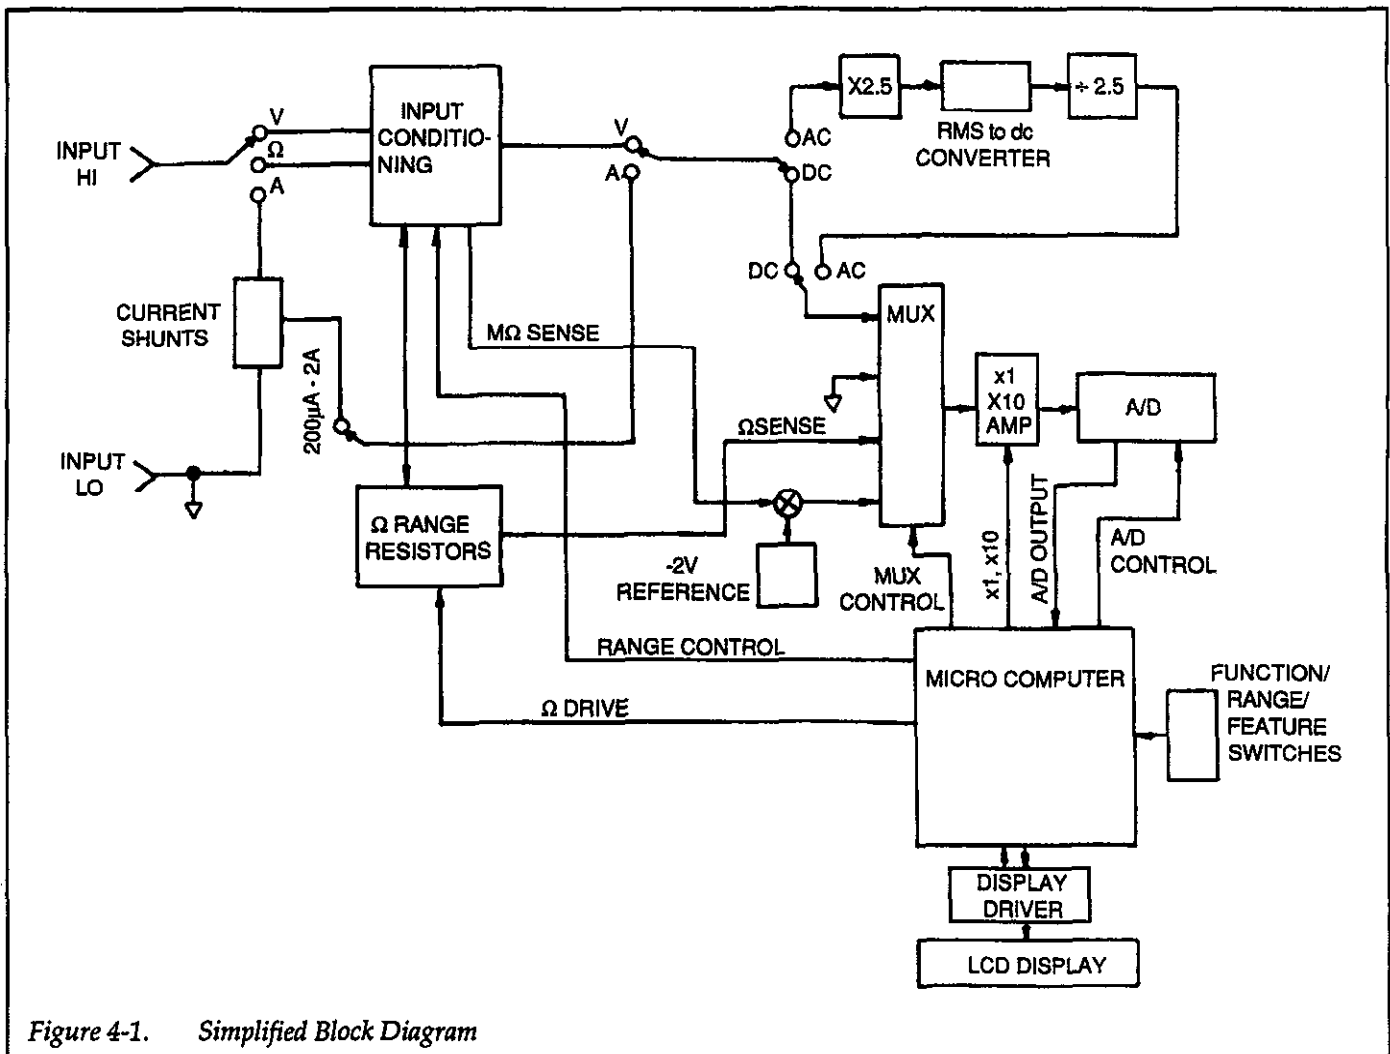 INPUT
HI
V
Ω
A
INPUT
CONDITIO-
NING
V
A
AC
DC
X2.5
RMS to dc
CONVERTER
÷ 2.5
DC
AC
CURRENT
SHUNTS
200µA - 2A
INPUT
LO
MΩ SENSE
ΩSENSE
MUX
x1
X10
AMP
A/D
Ω RANGE
RESISTORS
-2V
REFERENCE
MUX
CONTROL
x1, x10
A/D OUTPUT
A/D
CONTROL
RANGE CONTROL
Ω DRIVE
MICRO COMPUTER
FUNCTION/
RANGE/
FEATURE
SWITCHES
DISPLAY
DRIVER
LCD DISPLAY
Figure 4-1. Simplified Block Diagram